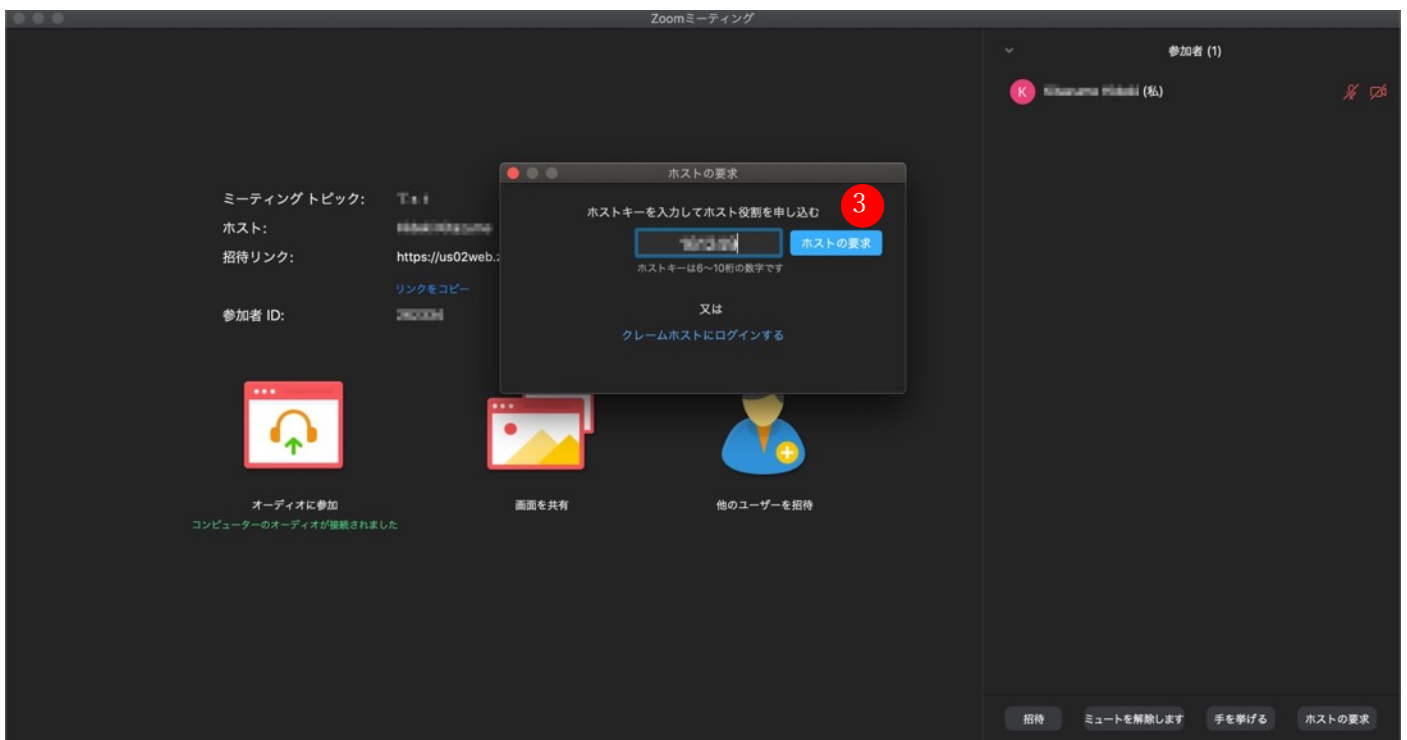 Zoomミーティング
参加者 (1)
K
(私)
ミーティング トピック:
ホスト:
招待リンク:
https://us02web.z
リンクをコピー
参加者 ID:
ホストの要求
ホストキーを入力してホスト役割を申し込む
3
ホストの要求
ホストキーは6〜10桁の数字です
又は
クレームホストにログインする
オーディオに参加
コンピューターのオーディオが接続されました
画面を共有
他のユーザーを招待
招待
ミュートを解除します
手を挙げる
ホストの要求